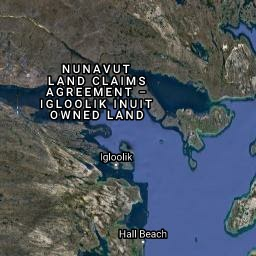 NUNAVUT
LAND CLAIMS
AGREEMENT –
IGLOOLIK INUIT
OWNED LAND
Igloolik
Hall Beach